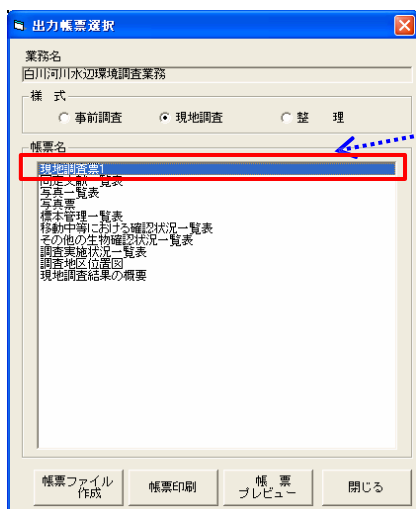 出力帳票選択
業務名
白川河川水辺環境調査業務
様 式
事前調査 現地調査 整 理
帳票名
現地調査票1
同定文献一覧表
写真一覧表
写真票
標本管理一覧表
移動中等における確認状況一覧表
その他の生物確認状況一覧表
調査実施状況一覧表
調査地区位置図
現地調査結果の概要
帳票ファイル
作成
帳票印刷
帳 票
プレビュー
閉じる